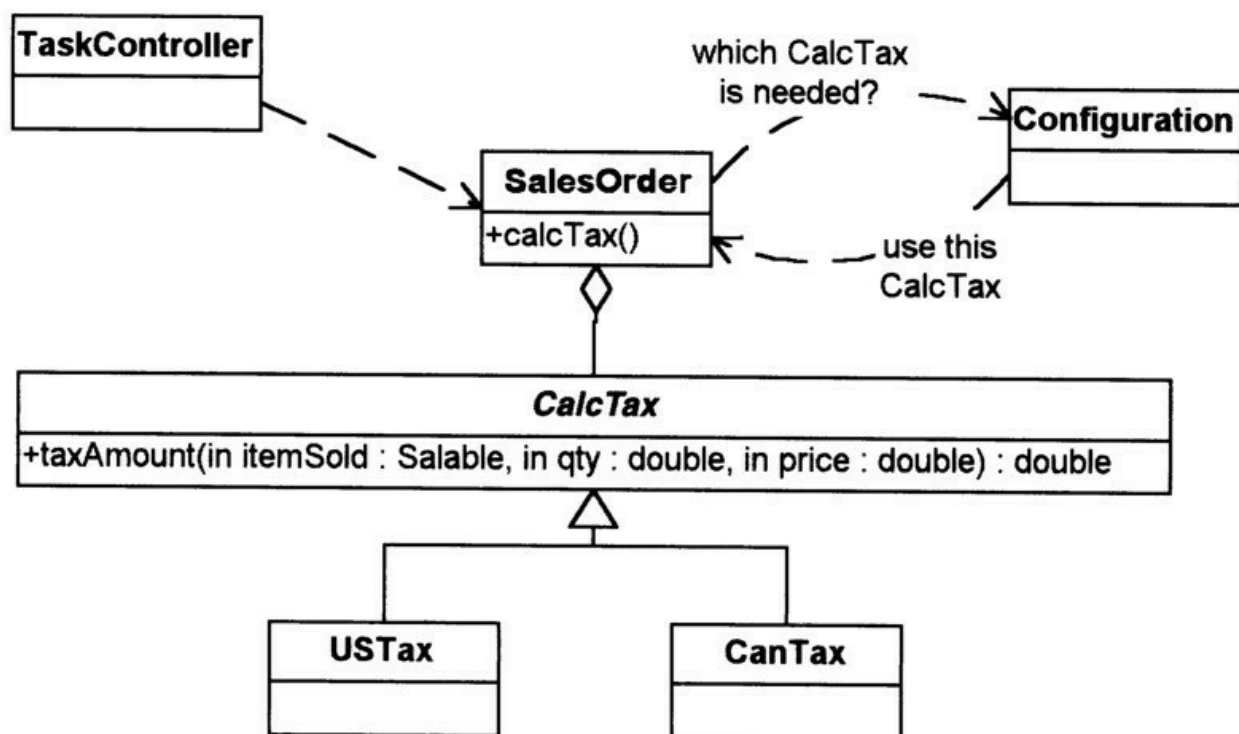 TaskController
which CalcTax
is needed?
Configuration
SalesOrder
+calcTax()
use this
CalcTax
CalcTax
+taxAmount(in itemSold : Salable, in qty : double, in price : double) : double
USTax
CanTax